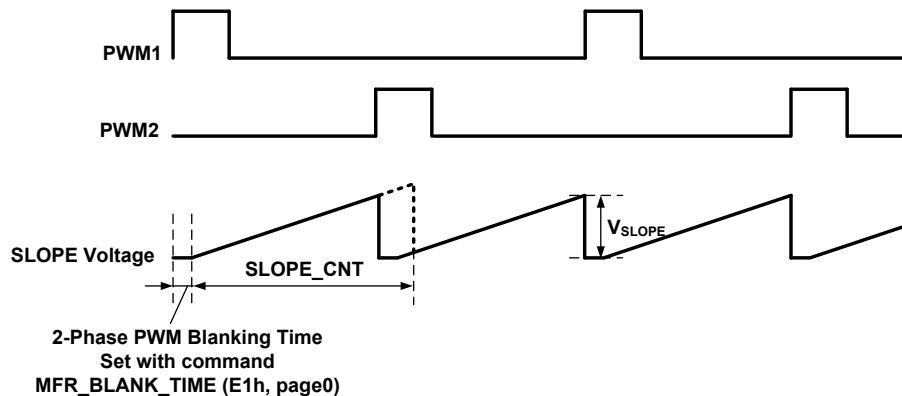 PWM1
PWM2
SLOPE Voltage
SLOPE_CNT
VSLOPE
2-Phase PWM Blanking Time
Set with command
MFR_BLANK_TIME (E1h, page0)